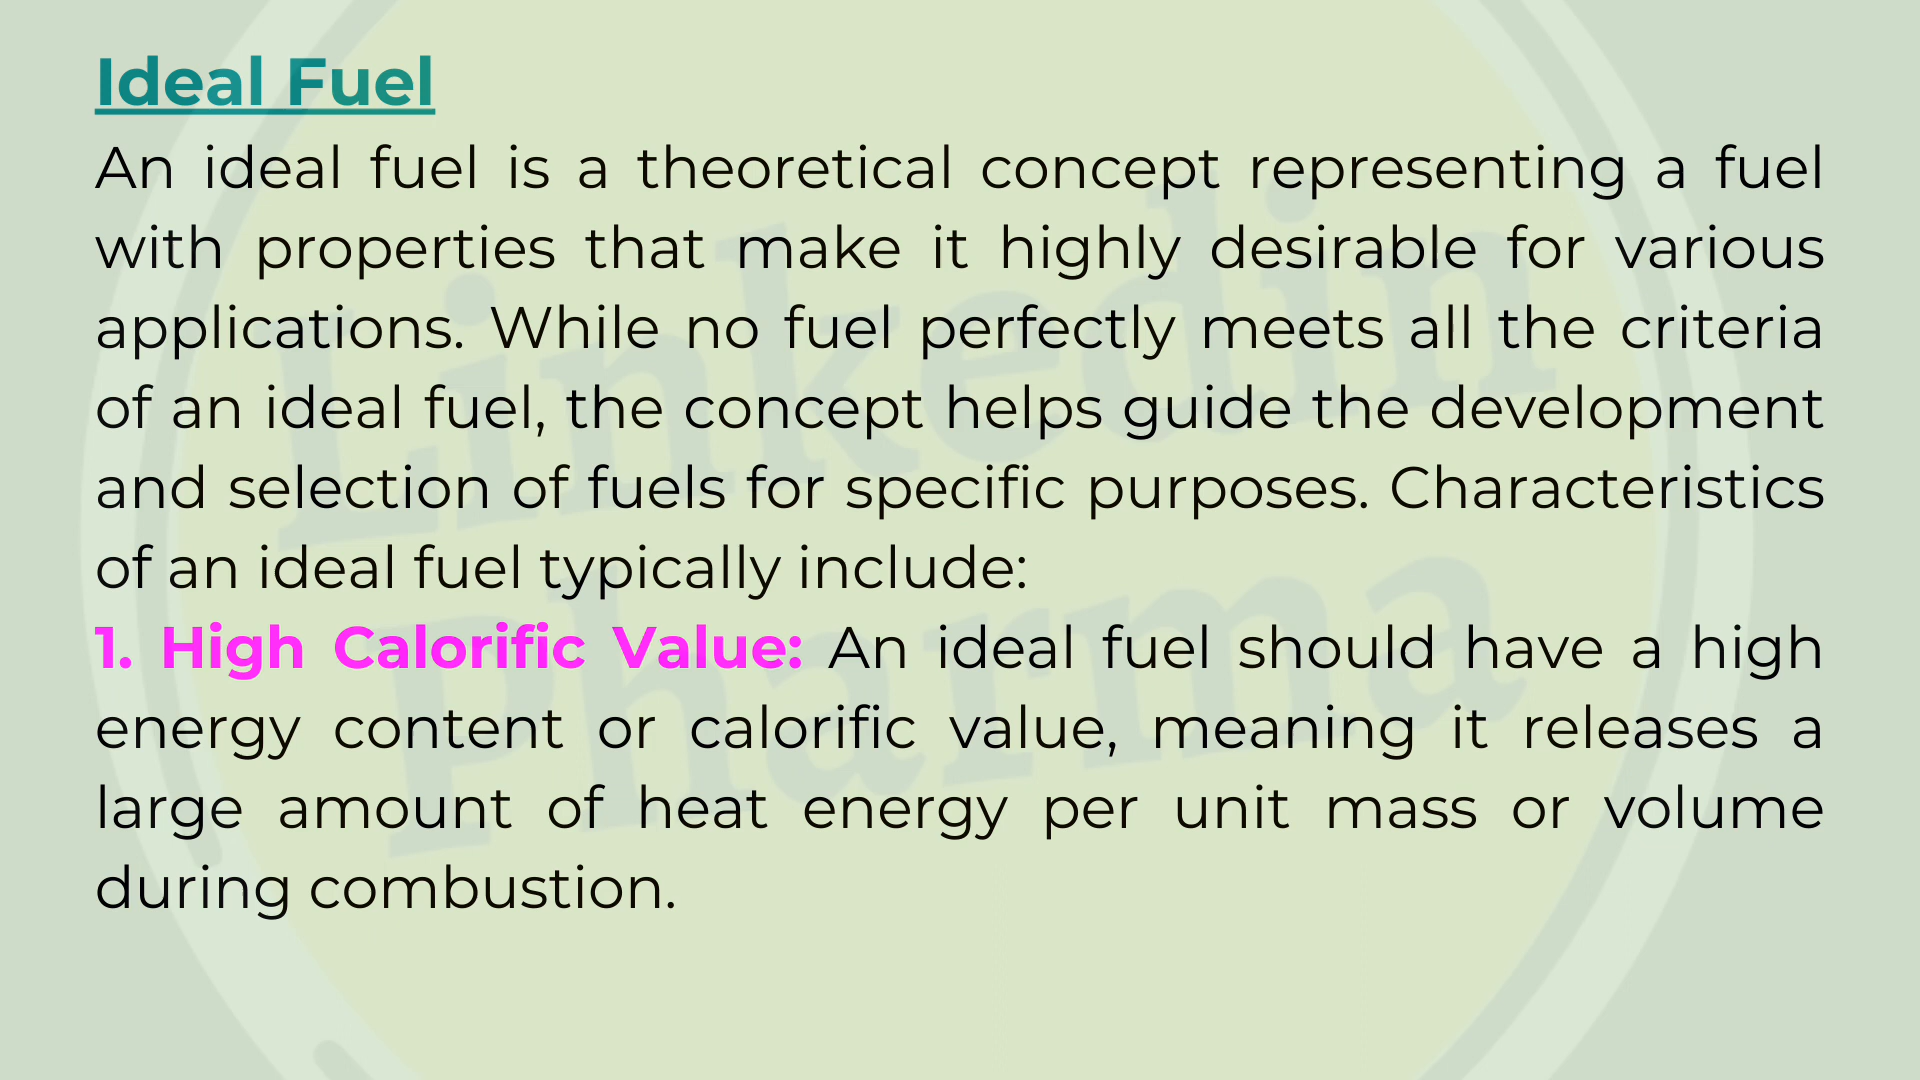 Ideal Fuel
An ideal fuel is a theoretical concept representing a fuel
with properties that make it highly desirable for various
applications. While no fuel perfectly meets all the criteria
of an ideal fuel, the concept helps guide the development
and selection of fuels for specific purposes. Characteristics
of an ideal fuel typically include:
1. High Calorific Value: An ideal fuel should have a high
energy content or calorific value, meaning it releases a
large amount of heat energy per unit mass or volume
during combustion.
Linkedin
Pharma